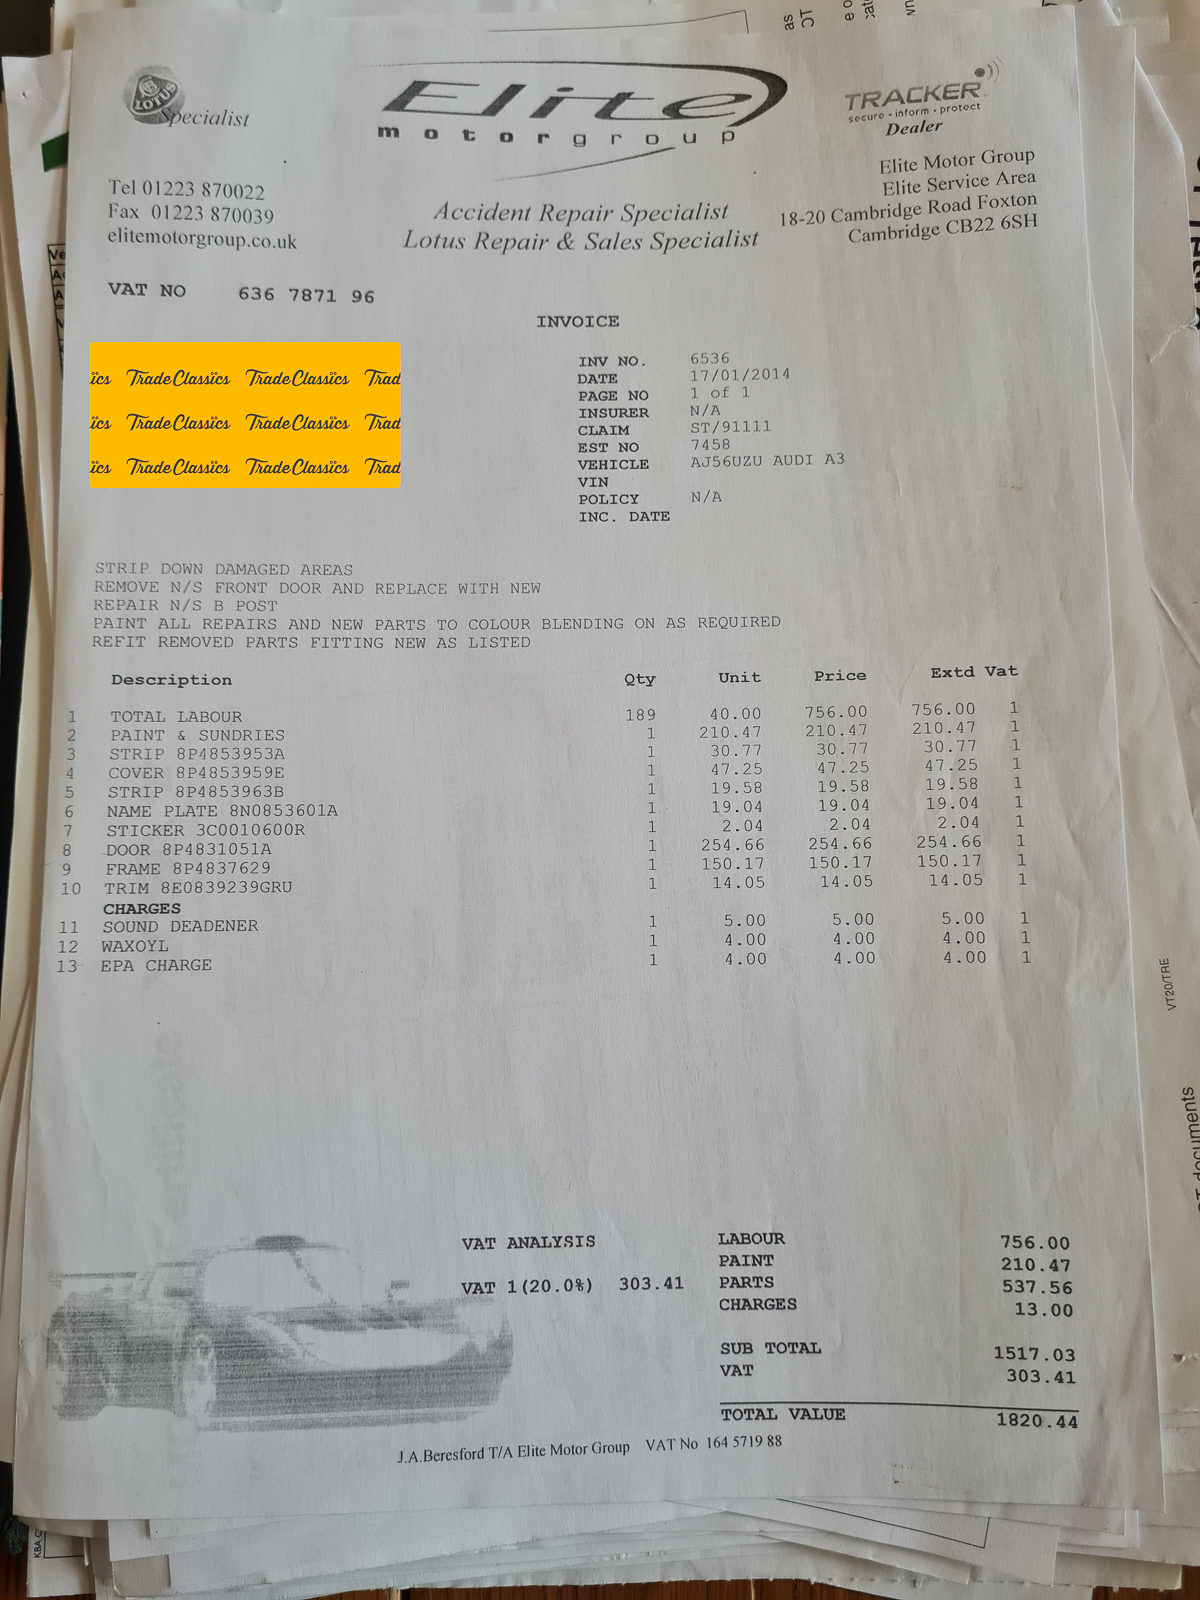 LOTUS
Specialist
Elite
motorgroup
TRACKER
secure - inform - protect
Dealer
Tel 01223 870022
Fax 01223 870039
elitemotorgroup.co.uk
Accident Repair Specialist
Lotus Repair & Sales Specialist
Elite Motor Group
Elite Service Area
18-20 Cambridge Road Foxton
Cambridge CB22 6SH
VAT NO 636 7871 96
INVOICE
ics TradeClassics TradeClassics Trad
ics TradeClassics TradeClassics Trad
ics TradeClassics TradeClassics Trad
INV NO. 6536
DATE 17/01/2014
PAGE NO 1 of 1
INSURER N/A
CLAIM ST/91111
EST NO 7458
VEHICLE AJ56UZU AUDI A3
VIN
POLICY N/A
INC. DATE
STRIP DOWN DAMAGED AREAS
REMOVE N/S FRONT DOOR AND REPLACE WITH NEW
REPAIR N/S B POST
PAINT ALL REPAIRS AND NEW PARTS TO COLOUR BLENDING ON AS REQUIRED
REFIT REMOVED PARTS FITTING NEW AS LISTED
Description Qty Unit Price Extd Vat
1 TOTAL LABOUR 189 40.00 756.00 756.00 1
2 PAINT & SUNDRIES 1 210.47 210.47 210.47 1
3 STRIP 8P4853953A 1 30.77 30.77 30.77 1
4 COVER 8P4853959E 1 47.25 47.25 47.25 1
5 STRIP 8P4853963B 1 19.58 19.58 19.58 1
6 NAME PLATE 8N0853601A 1 19.04 19.04 19.04 1
7 STICKER 3C0010600R 1 2.04 2.04 2.04 1
8 DOOR 8P4831051A 1 254.66 254.66 254.66 1
9 FRAME 8P4837629 1 150.17 150.17 150.17 1
10 TRIM 8E0839239GRU 1 14.05 14.05 14.05 1
CHARGES
11 SOUND DEADENER 1 5.00 5.00 5.00 1
12 WAXOYL 1 4.00 4.00 4.00 1
13 EPA CHARGE 1 4.00 4.00 4.00 1
VAT ANALYSIS
VAT 1(20.0%) 303.41
LABOUR 756.00
PAINT 210.47
PARTS 537.56
CHARGES 13.00
SUB TOTAL 1517.03
VAT 303.41
TOTAL VALUE 1820.44
J.A.Beresford T/A Elite Motor Group VAT No 164 5719 88
VT20/TRE
documents
KBA